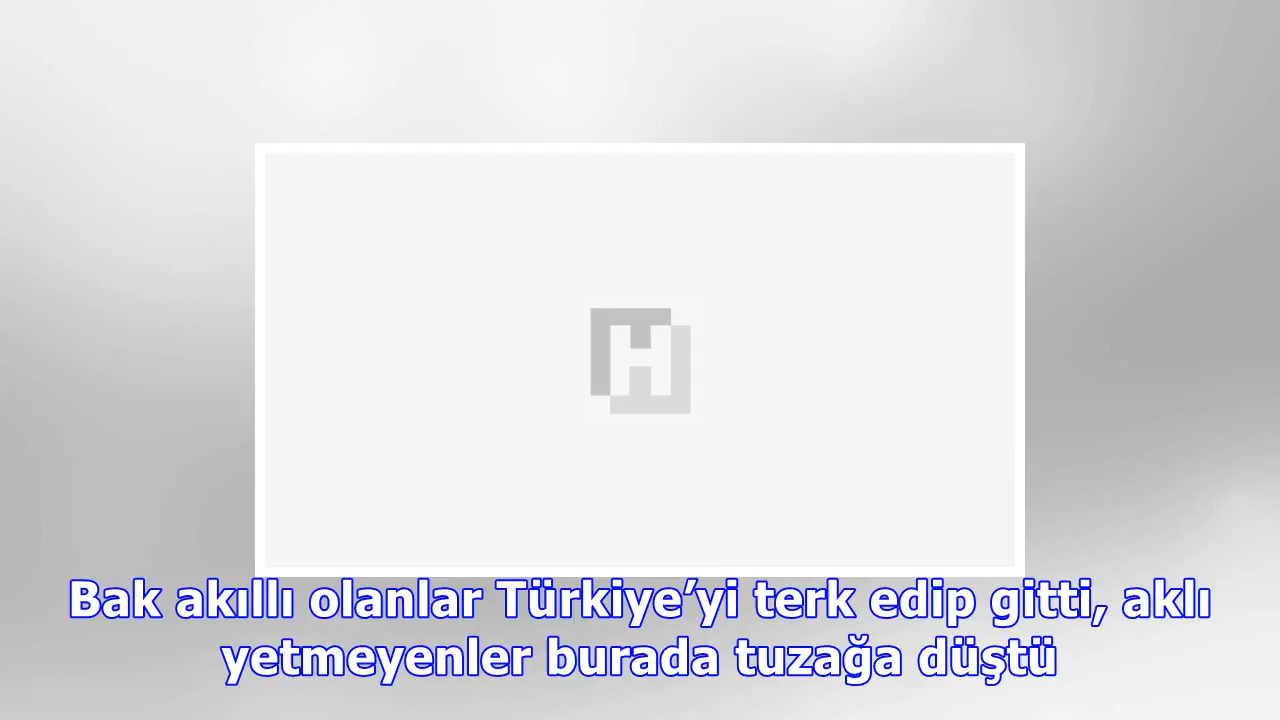 H
Bak akıllı olanlar Türkiye’yi terk edip gitti, aklı
yetmeyenler burada tuzağa düştü